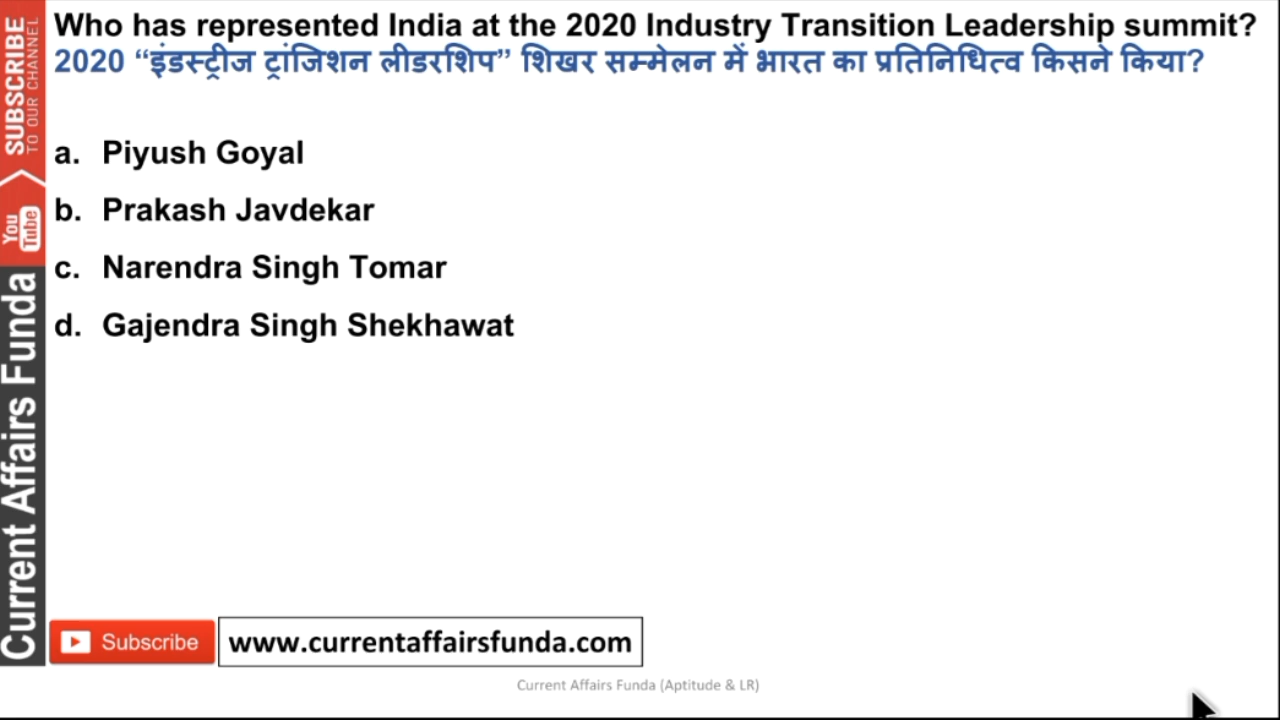 Who has represented India at the 2020 Industry Transition Leadership summit?
2020 “इंडस्ट्रीज ट्रांजिशन लीडरशिप” शिखर सम्मेलन में भारत का प्रतिनिधित्व किसने किया?
a. Piyush Goyal
b. Prakash Javdekar
c. Narendra Singh Tomar
d. Gajendra Singh Shekhawat
SUBSCRIBE
TO OUR CHANNEL
You
Tube
Current Affairs Funda
Subscribe
www.currentaffairsfunda.com
Current Affairs Funda (Aptitude & LR)